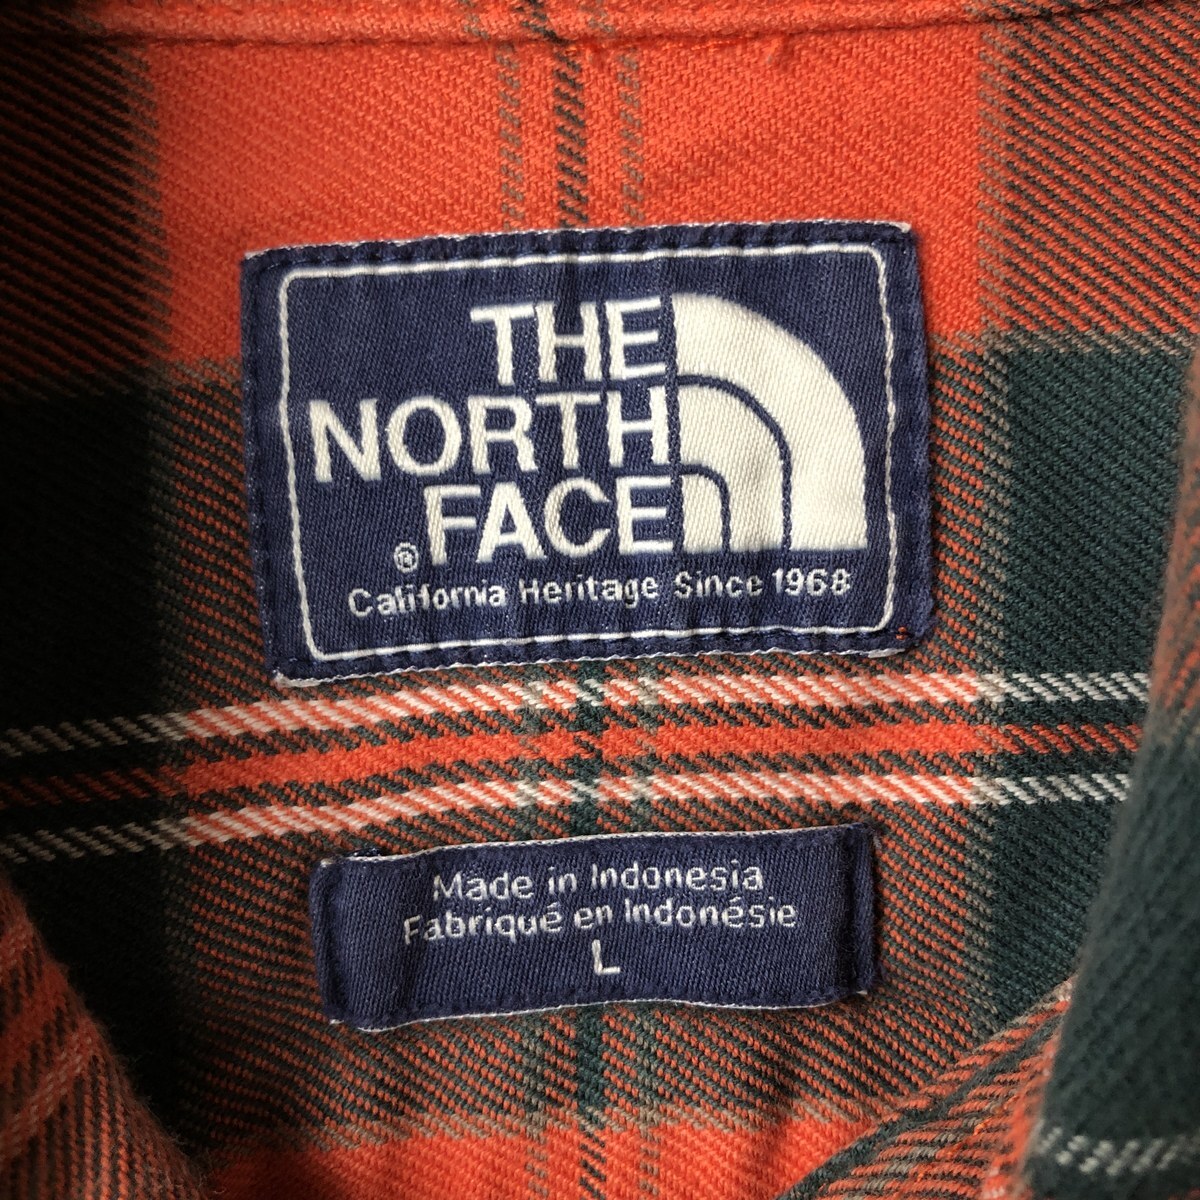 THE
NORTH
FACE
®
California Heritage Since 1968
Made in Indonesia
Fabriqué en Indonésie
L